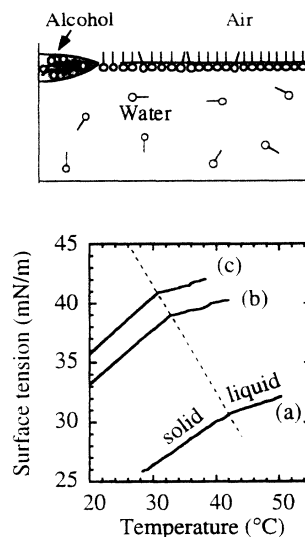 Alcohol Air
Water
45
40
35
30
25
Surface tension (mN/m)
(c)
(b)
(a)
solid liquid
20 30 40 50
Temperature (°C)